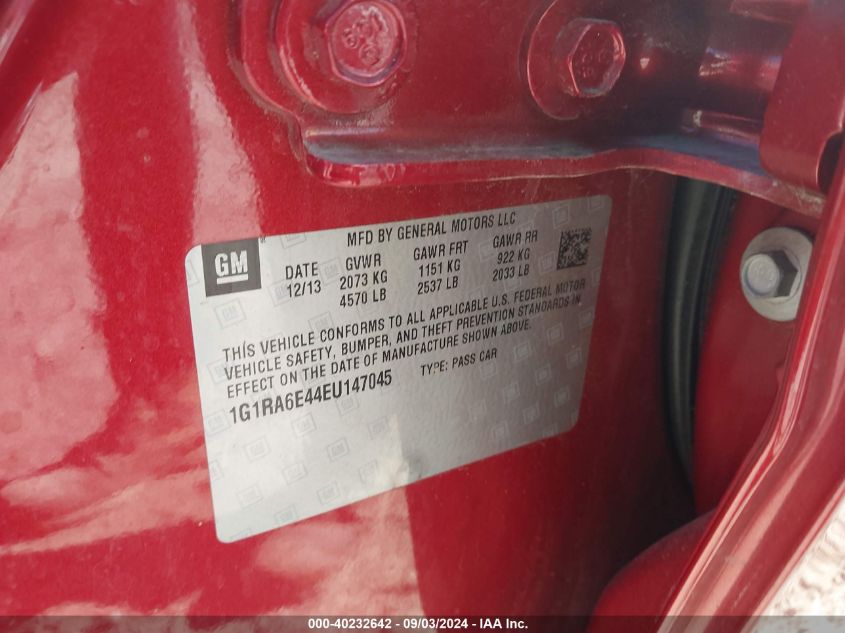 MFD BY GENERAL MOTORS LLC
GM
DATE GVWR GAWR FRT GAWR RR
12/13 2073 KG 1151 KG 922 KG
4570 LB 2537 LB 2033 LB
THIS VEHICLE CONFORMS TO ALL APPLICABLE U.S. FEDERAL MOTOR
VEHICLE SAFETY, BUMPER, AND THEFT PREVENTION STANDARDS IN
EFFECT ON THE DATE OF MANUFACTURE SHOWN ABOVE.
1G1RA6E44EU147045 TYPE: PASS CAR
000-40232642 - 09/03/2024 - IAA Inc.